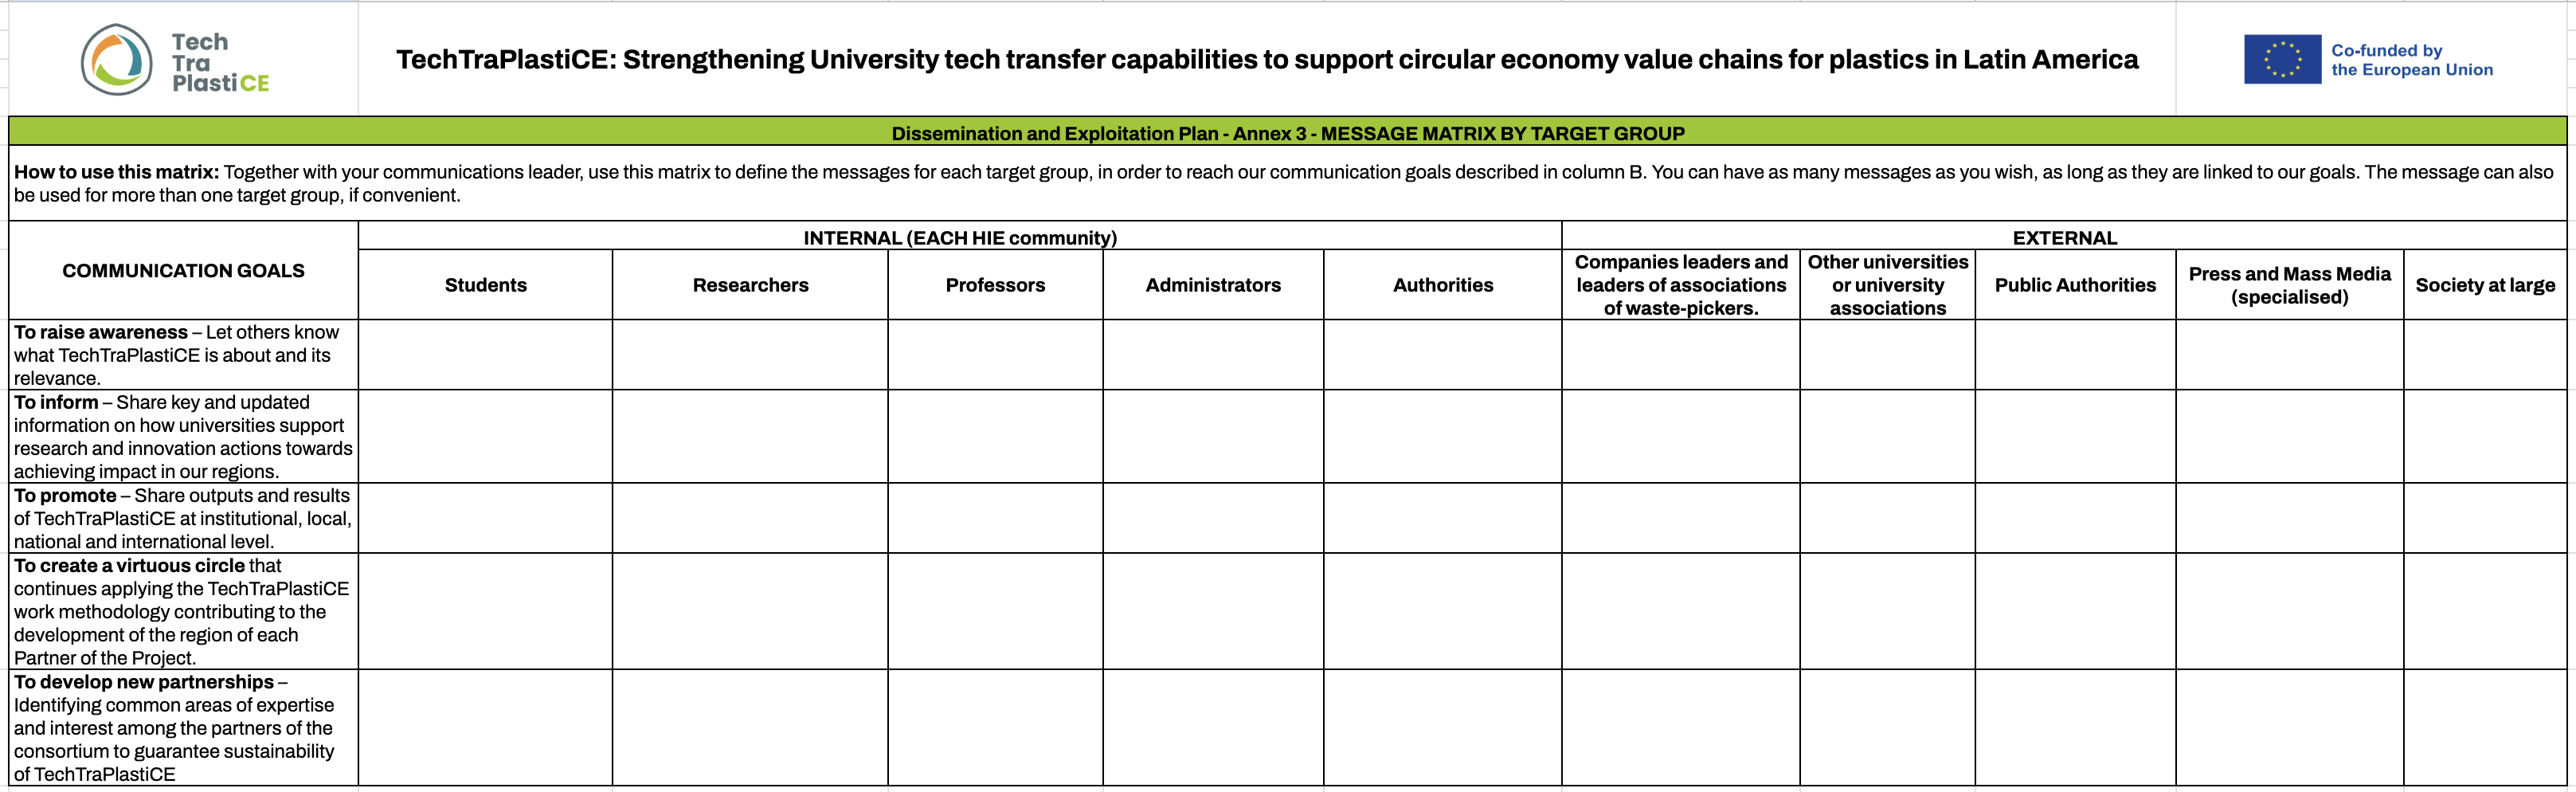 Tech
Tra
PlastiCE
TechTraPlastiCE: Strengthening University tech transfer capabilities to support circular economy value chains for plastics in Latin America
Co-funded by
the European Union
Dissemination and Exploitation Plan - Annex 3 - MESSAGE MATRIX BY TARGET GROUP
How to use this matrix: Together with your communications leader, use this matrix to define the messages for each target group, in order to reach our communication goals described in column B. You can have as many messages as you wish, as long as they are linked to our goals. The message can also
be used for more than one target group, if convenient.
COMMUNICATION GOALS
INTERNAL (EACH HIE community)
EXTERNAL
Students
Researchers
Professors
Administrators
Authorities
Companies leaders and
leaders of associations
of waste-pickers.
Other universities
or university
associations
Public Authorities
Press and Mass Media
(specialised)
Society at large
To raise awareness – Let others know
what TechTraPlastiCE is about and its
relevance.
To inform – Share key and updated
information on how universities support
research and innovation actions towards
achieving impact in our regions.
To promote – Share outputs and results
of TechTraPlastiCE at institutional, local,
national and international level.
To create a virtuous circle that
continues applying the TechTraPlastiCE
work methodology contributing to the
development of the region of each
Partner of the Project.
To develop new partnerships –
Identifying common areas of expertise
and interest among the partners of the
consortium to guarantee sustainability
of TechTraPlastiCE